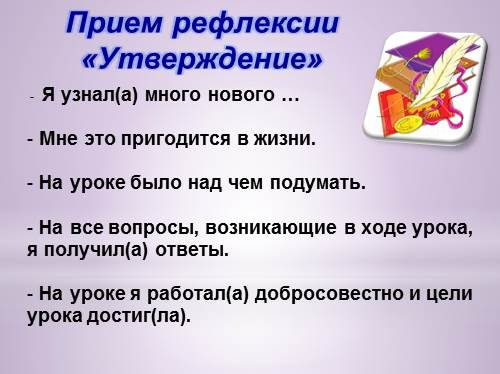 Прием рефлексии
«Утверждение»
- Я узнал(а) много нового …
- Мне это пригодится в жизни.
- На уроке было над чем подумать.
- На все вопросы, возникающие в ходе урока,
я получил(а) ответы.
- На уроке я работал(а) добросовестно и цели
урока достиг(ла).